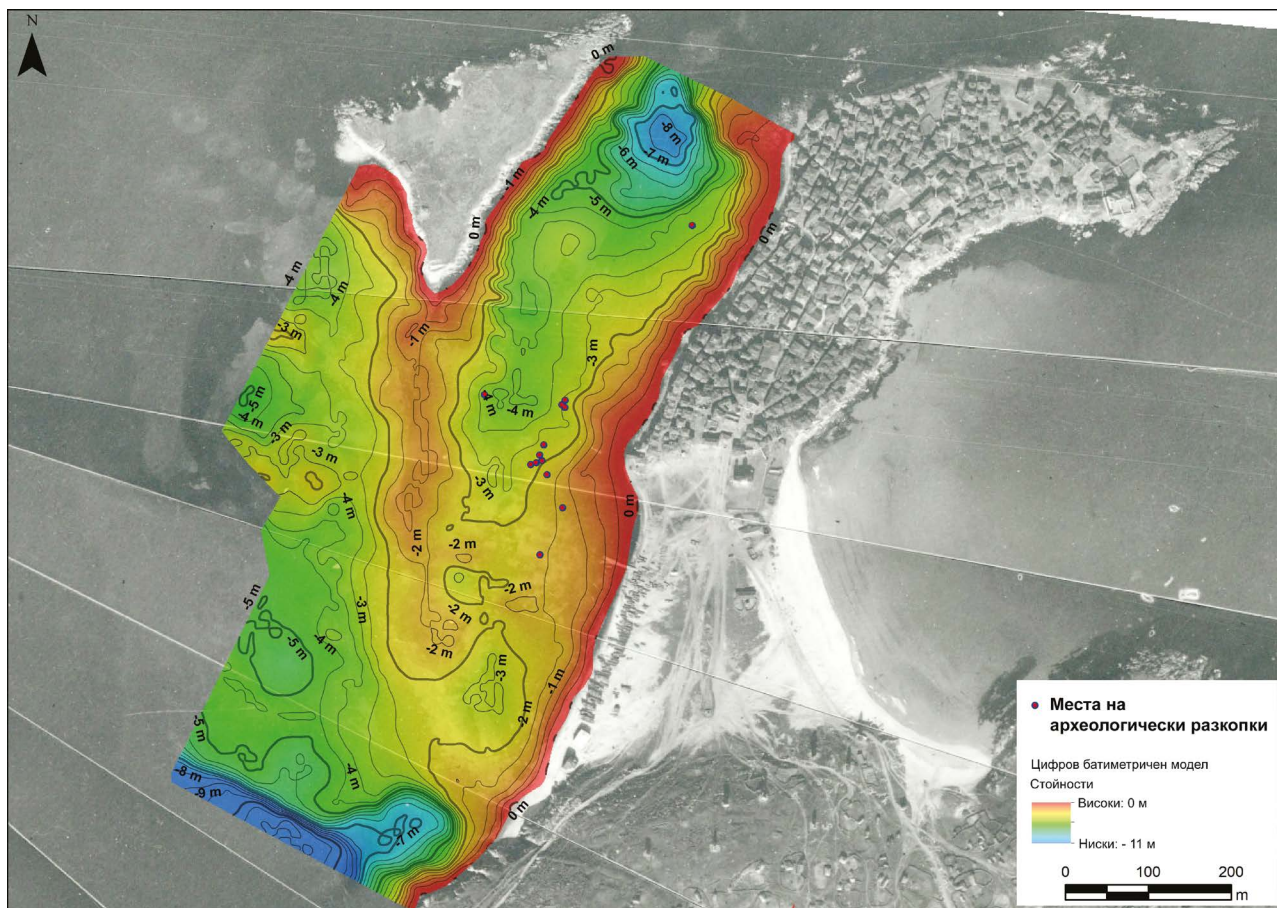 N
0 m
-8 m
-7 m
-6 m
-1 m
-5 m
-4 m
0 m
0 m
-4 m
-4 m
-1 m
-3 m
-3 m
-5 m
-4 m
-4 m
-4 m
-3 m
-3 m
-4 m
-3 m
0 m
-2 m
-2 m
-2 m
-2 m
-3 m
-5 m
-4 m
-5 m
-2 m
-3 m
-1 m
-2 m
-5 m
-4 m
-8 m
-9 m
-7 m
0 m
Места на
археологически разкопки
Цифров батиметричен модел
Стойности
Високи: 0 м
Ниски: - 11 м
0 100 200
m